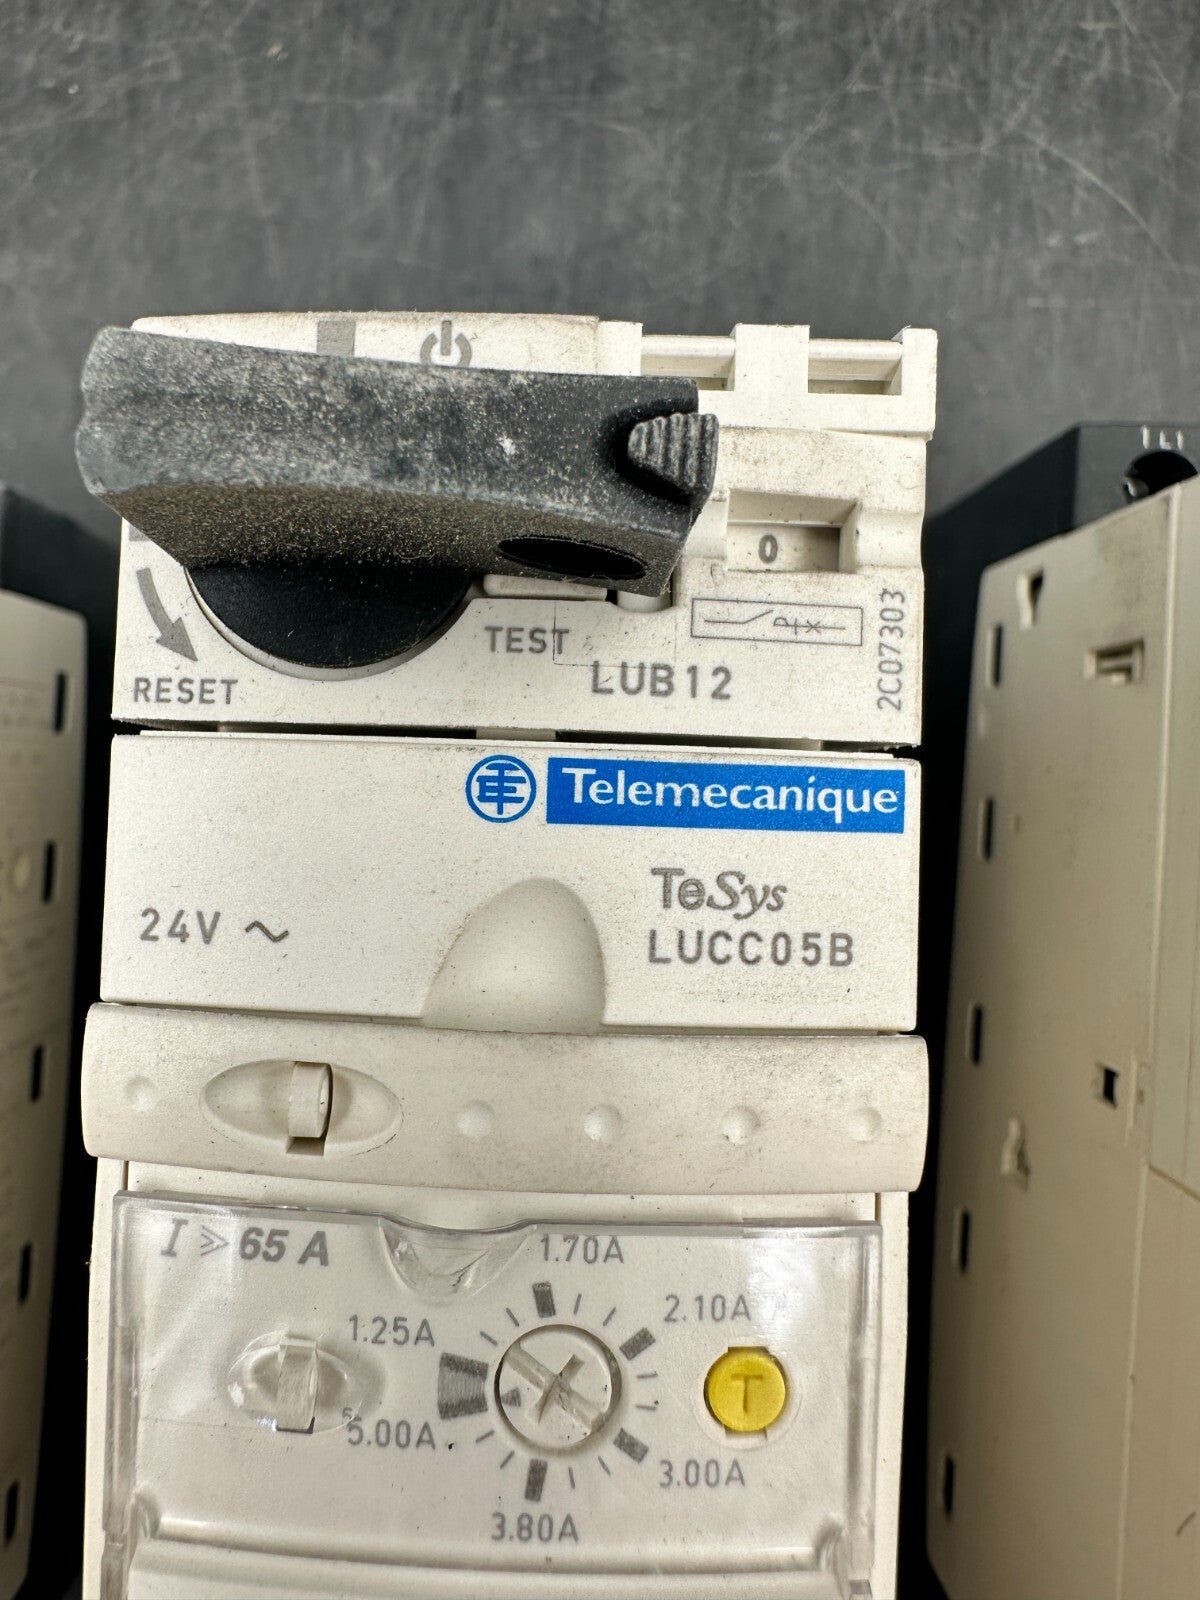 0
TEST
LUB12
RESET
2C07303
Telemecanique
TeSys
24V ~
LUCC05B
I ⩾ 65 A
1.70A
2.10A
1.25A
T
5.00A
3.00A
3.80A